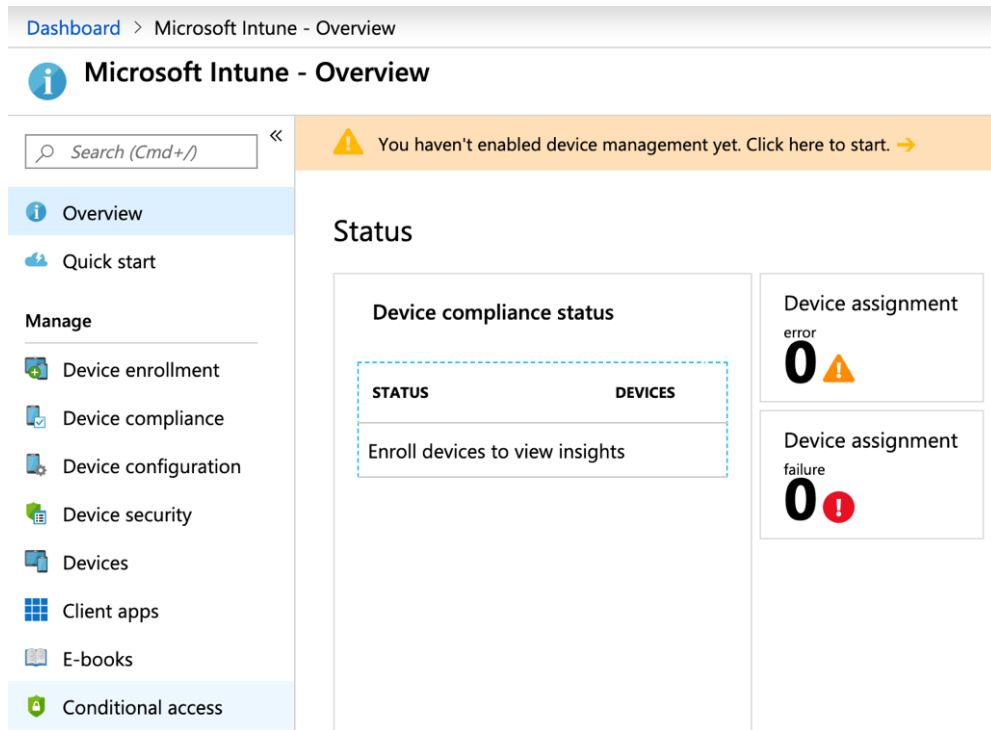 Dashboard > Microsoft Intune - Overview
Microsoft Intune - Overview
Search (Cmd+/)
«
You haven't enabled device management yet. Click here to start. →
Overview
Quick start
Manage
Device enrollment
Device compliance
Device configuration
Device security
Devices
Client apps
E-books
Conditional access
Status
Device compliance status
STATUS DEVICES
Enroll devices to view insights
Device assignment
error
0
Device assignment
failure
0